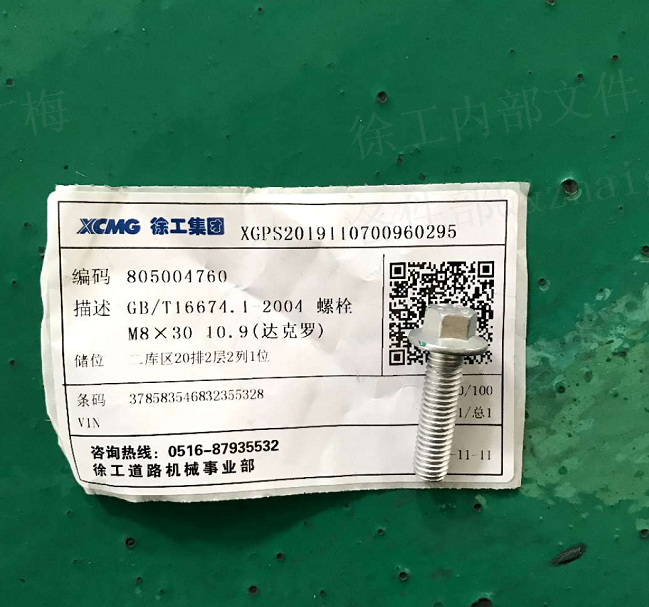 丁梅
徐工内部文件
XCMG 徐工集团 XGPS2019110700960295
编码 805004760
描述 GB/T16674.1-2004 螺栓
M8×30 10.9(达克罗)
储位 二库区20排2层2列1位
条码 378583546832355328
/100
VIN
1/总1
咨询热线：0516-87935532
-11-11
徐工道路机械事业部